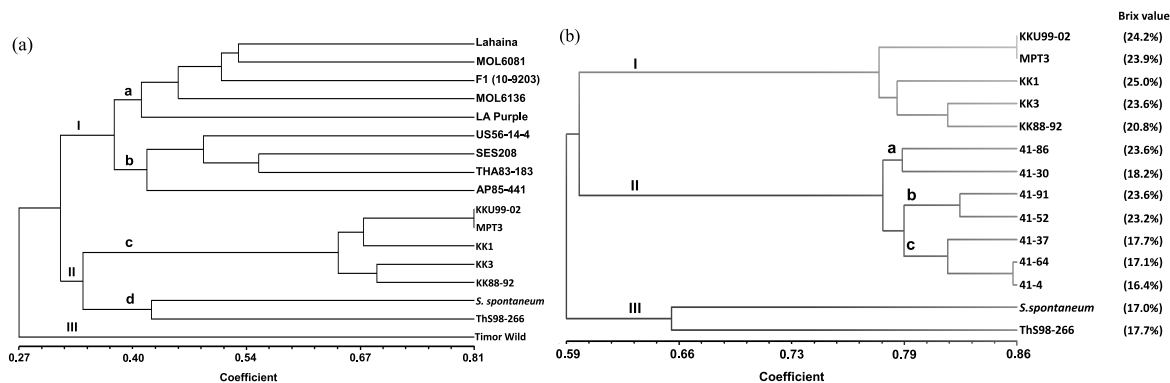 (a)
Lahaina
MOL6081
F1 (10-9203)
MOL6136
LA Purple
US56-14-4
SES208
THA83-183
AP85-441
KKU99-02
MPT3
KK1
KK3
KK88-92
S. spontaneum
ThS98-266
Timor Wild
I
a
b
II
c
d
III
0.27 0.40 0.54 0.67 0.81
Coefficient
(b)
Brix value
KKU99-02 (24.2%)
MPT3 (23.9%)
KK1 (25.0%)
KK3 (23.6%)
KK88-92 (20.8%)
41-86 (23.6%)
41-30 (18.2%)
41-91 (23.6%)
41-52 (23.2%)
41-37 (17.7%)
41-64 (17.1%)
41-4 (16.4%)
S.spontaneum (17.0%)
ThS98-266 (17.7%)
I
a
II
b
c
III
0.59 0.66 0.73 0.79 0.86
Coefficient